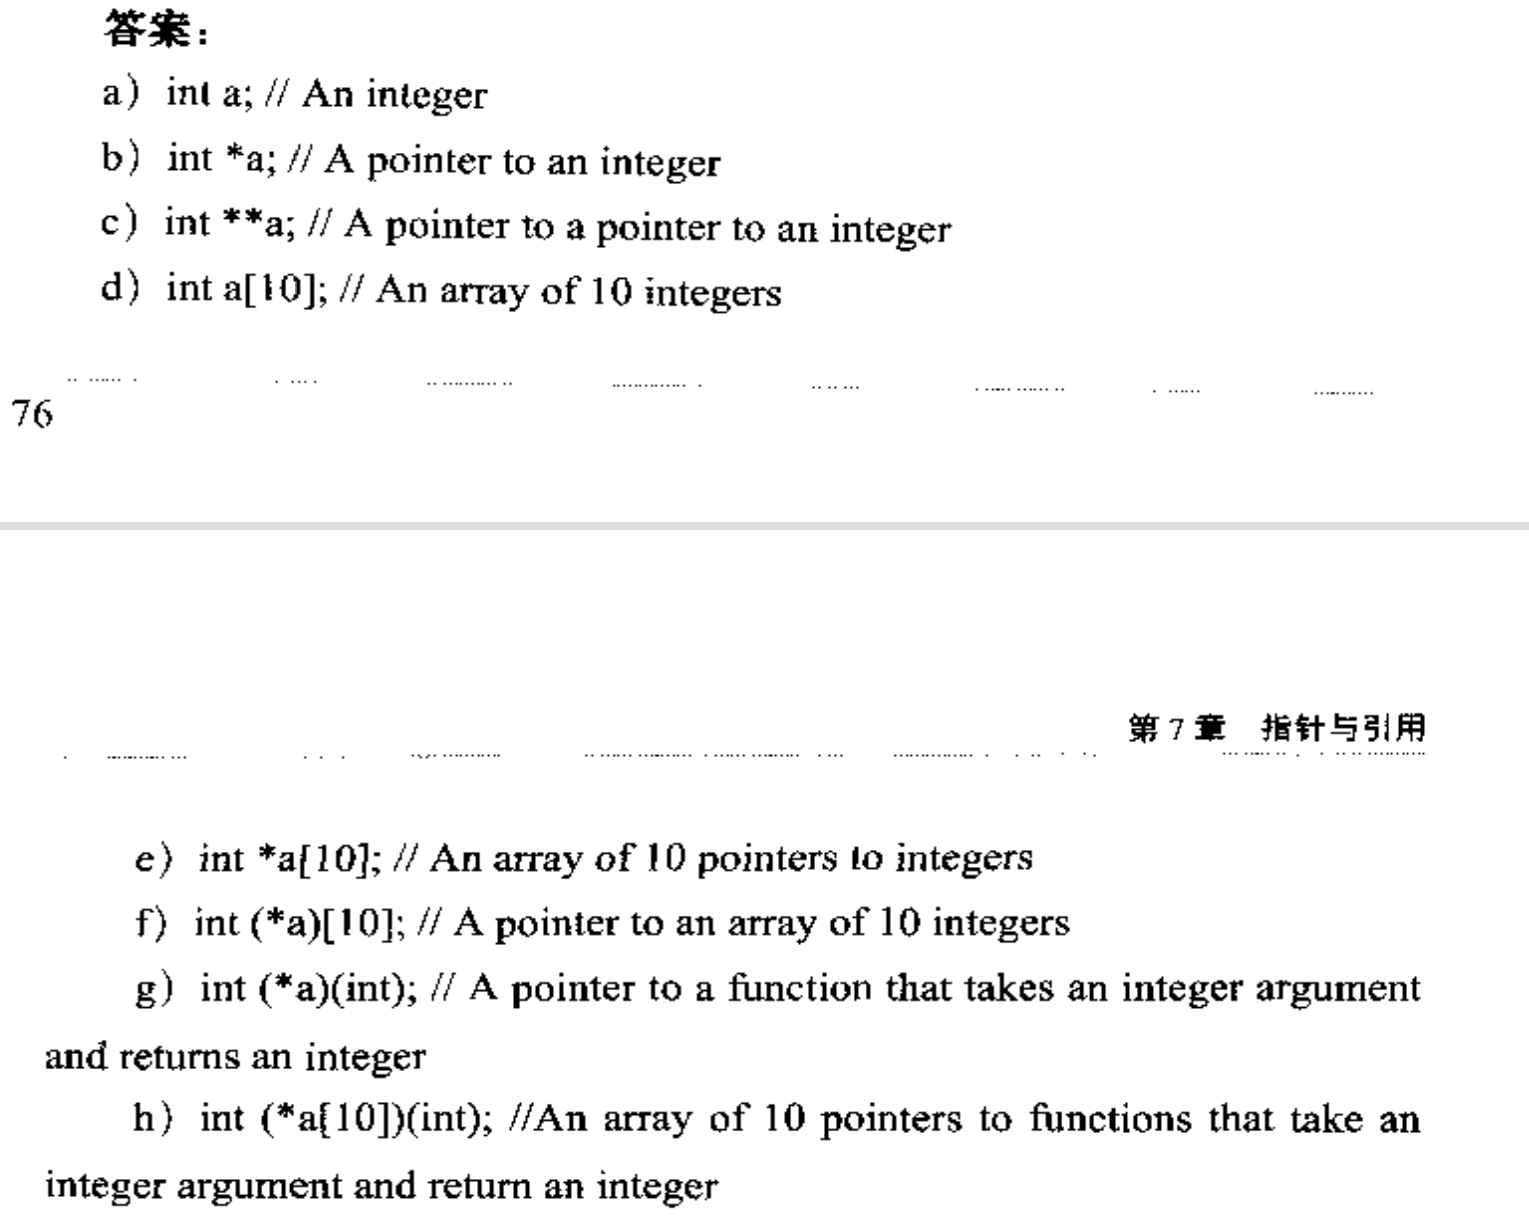 答案：
a） int a; // An integer
b） int *a; // A pointer to an integer
c） int **a; // A pointer to a pointer to an integer
d） int a[10]; // An array of 10 integers
76
第 7 章 指针与引用
e） int *a[10]; // An array of 10 pointers to integers
f） int (*a)[10]; // A pointer to an array of 10 integers
g） int (*a)(int); // A pointer to a function that takes an integer argument
and returns an integer
h） int (*a[10])(int); //An array of 10 pointers to functions that take an
integer argument and return an integer